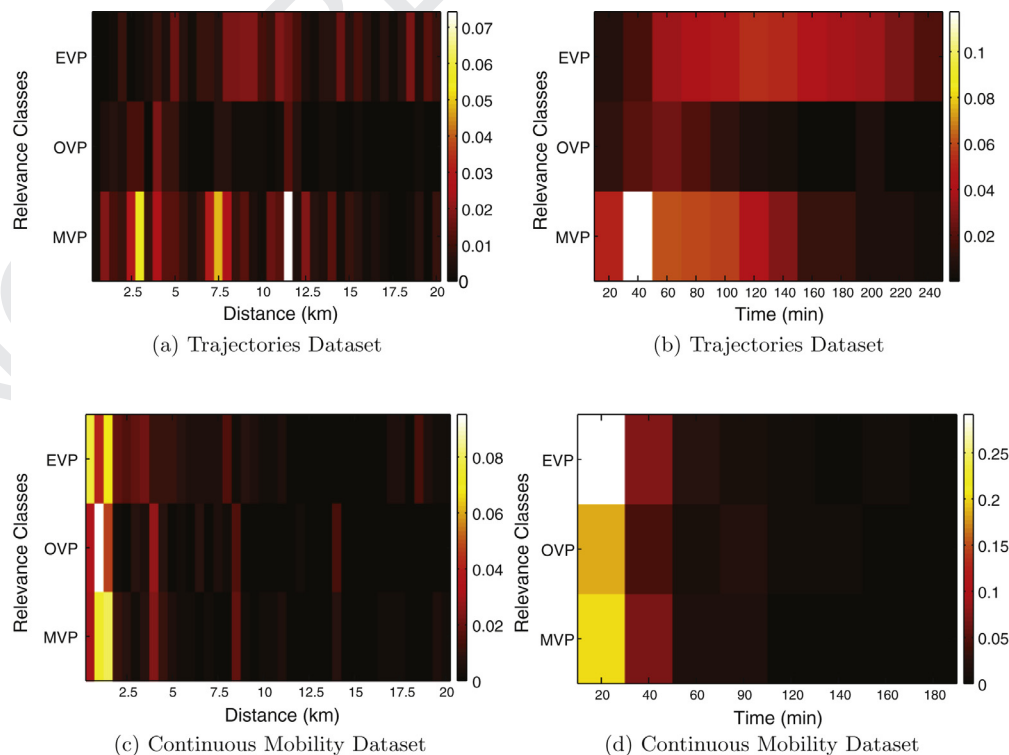 Relevance Classes
EVP
OVP
MVP
0.07
0.06
0.05
0.04
0.03
0.02
0.01
0
2.5 5 7.5 10 12.5 15 17.5 20
Distance (km)
(a) Trajectories Dataset
Relevance Classes
EVP
OVP
MVP
0.1
0.08
0.06
0.04
0.02
20 40 60 80 100 120 140 160 180 200 220 240
Time (min)
(b) Trajectories Dataset
Relevance Classes
EVP
OVP
MVP
0.08
0.06
0.04
0.02
0
2.5 5 7.5 10 12.5 15 17.5 20
Distance (km)
(c) Continuous Mobility Dataset
Relevance Classes
EVP
OVP
MVP
0.25
0.2
0.15
0.1
0.05
0
20 40 60 90 120 140 160 180
Time (min)
(d) Continuous Mobility Dataset